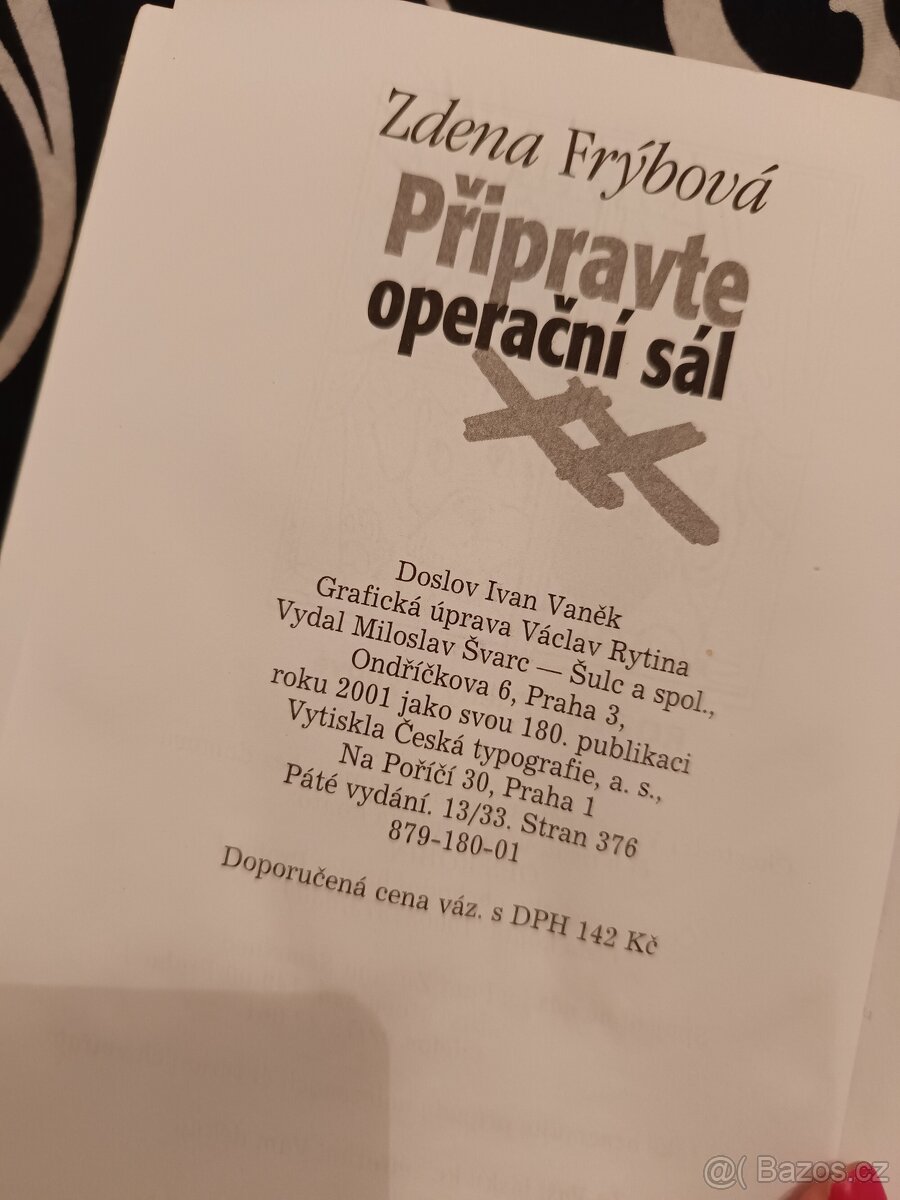 Zdena Frýbová
Připravte
operační sál
Doslov Ivan Vaněk
Grafická úprava Václav Rytina
Vydal Miloslav Švarc — Šulc a spol.,
Ondříčkova 6, Praha 3,
roku 2001 jako svou 180. publikaci
Vytiskla Česká typografie, a. s.,
Na Poříčí 30, Praha 1
Páté vydání. 13/33. Stran 376
879-180-01
Doporučená cena váz. s DPH 142 Kč
@( Bazos.cz